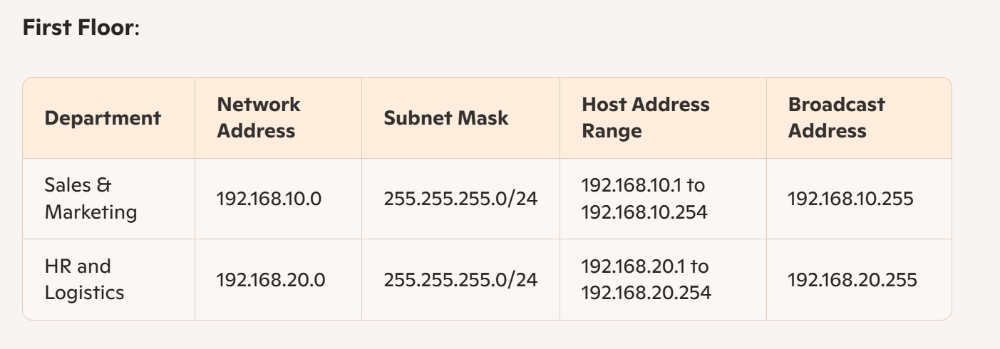 First Floor:
Department
Network
Address
Subnet Mask
Host Address
Range
Broadcast
Address
Sales &
Marketing
192.168.10.0
255.255.255.0/24
192.168.10.1 to
192.168.10.254
192.168.10.255
HR and
Logistics
192.168.20.0
255.255.255.0/24
192.168.20.1 to
192.168.20.254
192.168.20.255